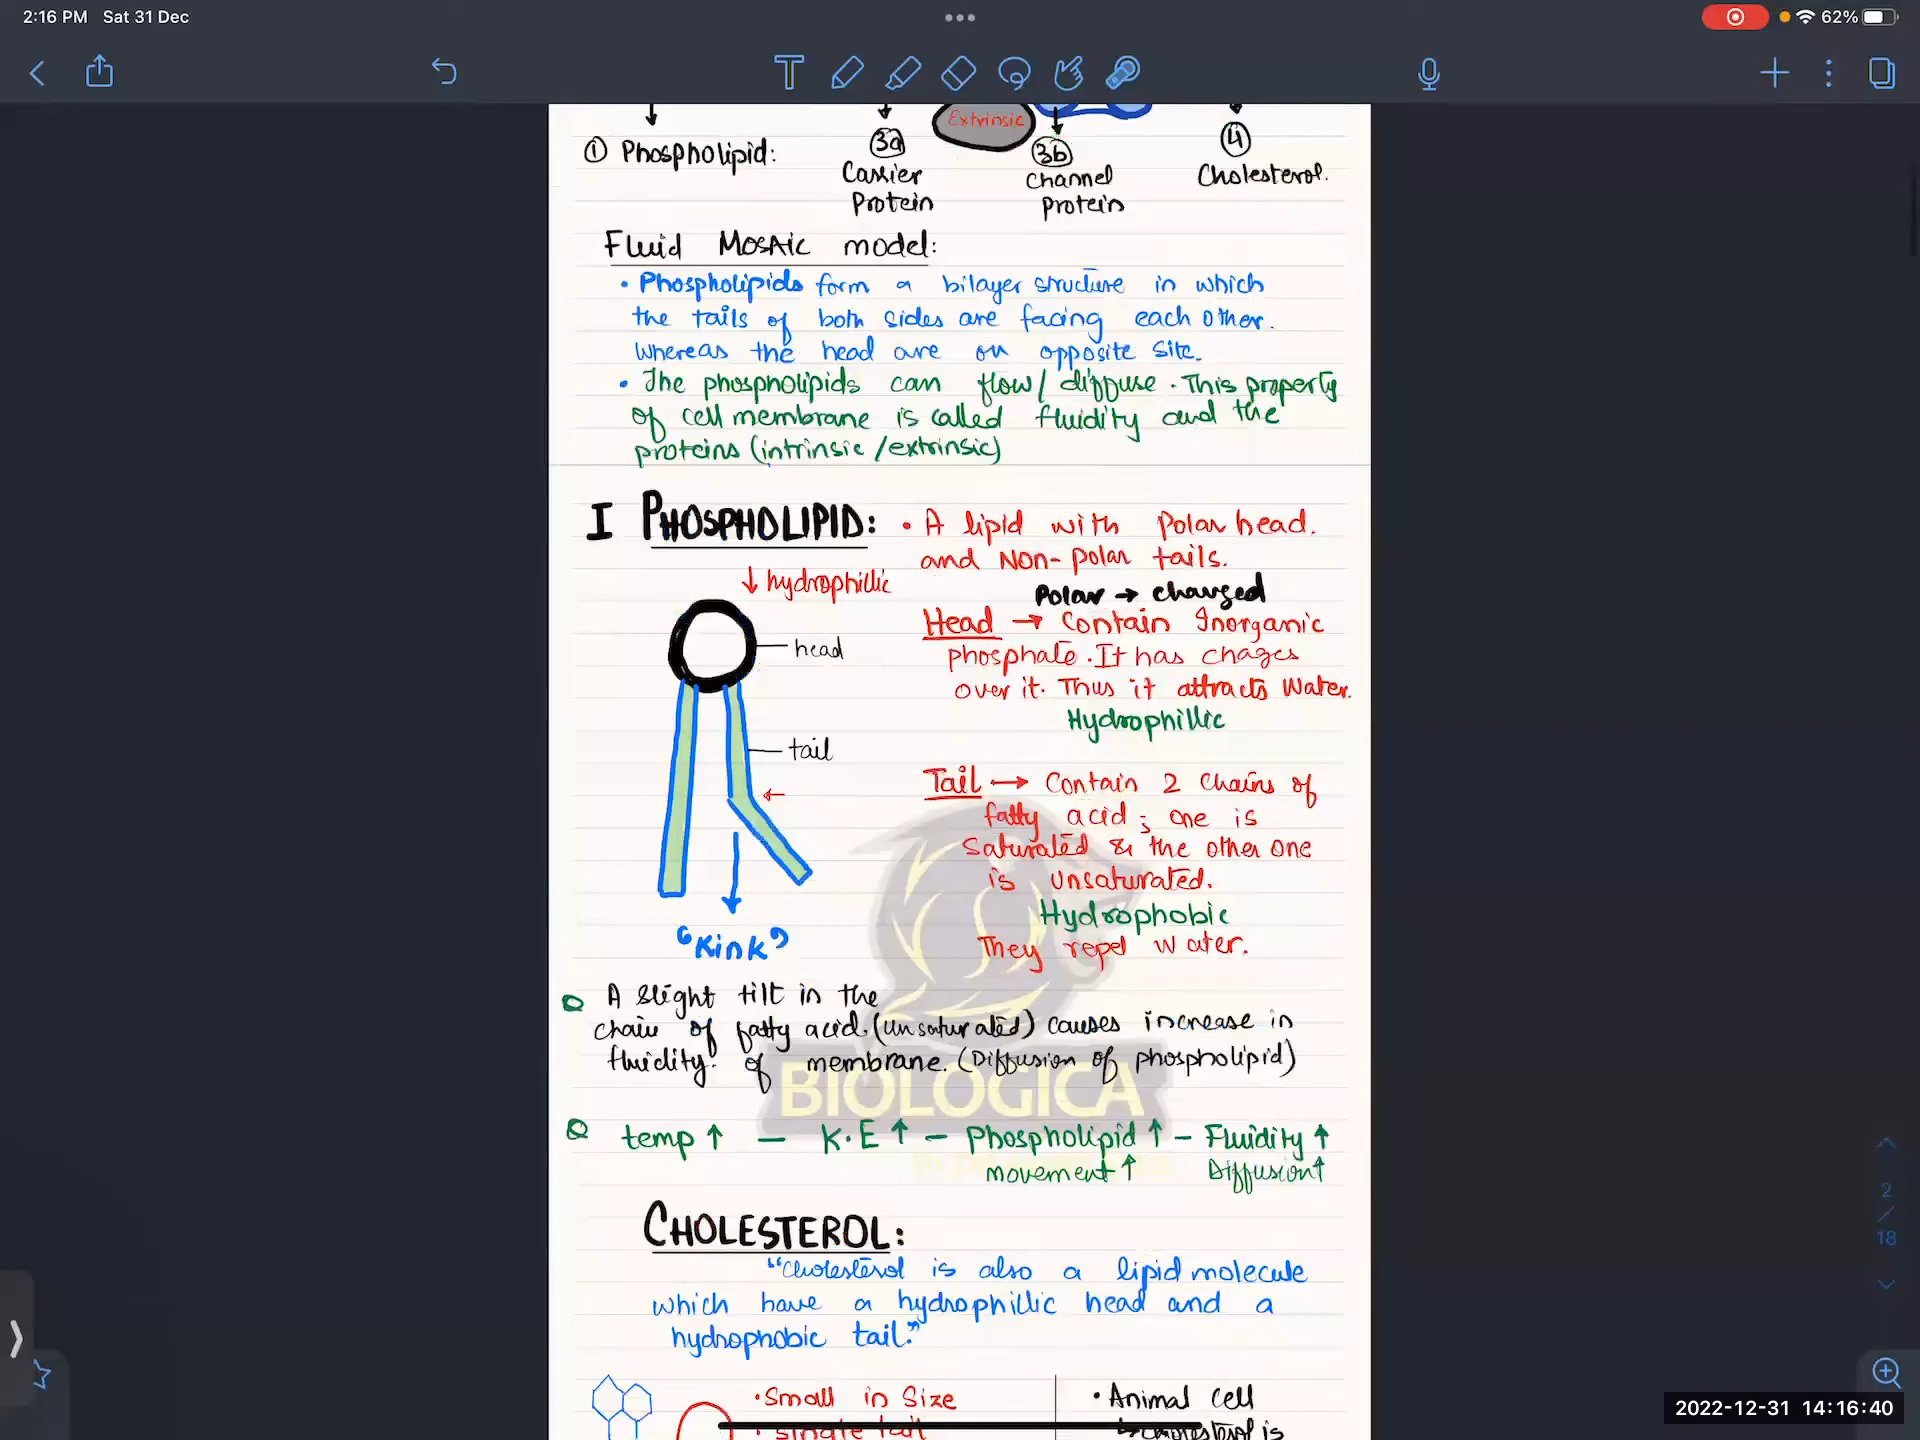 2:16 PM Sat 31 Dec
62%
Extrinsic
① Phospholipid:
3a
Carrier
Protein
3b
Channel
Protein
4
Cholesterol.
Fluid Mosaic model:
• Phospholipids form a bilayer structure in which
the tails of both sides are facing each other.
Whereas the head are on opposite site.
• The phospholipids can flow/diffuse. This property
of cell membrane is called fluidity and the
proteins (intrinsic/extrinsic)
I PHOSPHOLIPID:
• A lipid with Polar head.
and Non-polar tails.
↓ hydrophillic
Polar → charged
head
Head → Contain Inorganic
phosphate. It has chages
over it. Thus it attracts Water.
Hydrophillic
tail
Tail → Contain 2 Chains of
fatty acid; one is
Saturated & the other one
is Unsaturated.
Hydrophobic
They repel water.
"Kink"
A slight tilt in the
chain of fatty acid.(unsaturated) causes increase in
fluidity. of membrane. (Diffusion of phospholipid)
BIOLOGICA
temp ↑ — K.E ↑ — Phospholipid ↑ — Fluidity ↑
movement ↑ Diffusion ↑
CHOLESTEROL:
"Cholesterol is also a lipid molecule
which have a hydrophillic head and a
hydrophobic tail."
• Small in Size
• Single tail
• Animal cell
↳ cholesterol is
2
/
18
2022-12-31 14:16:40